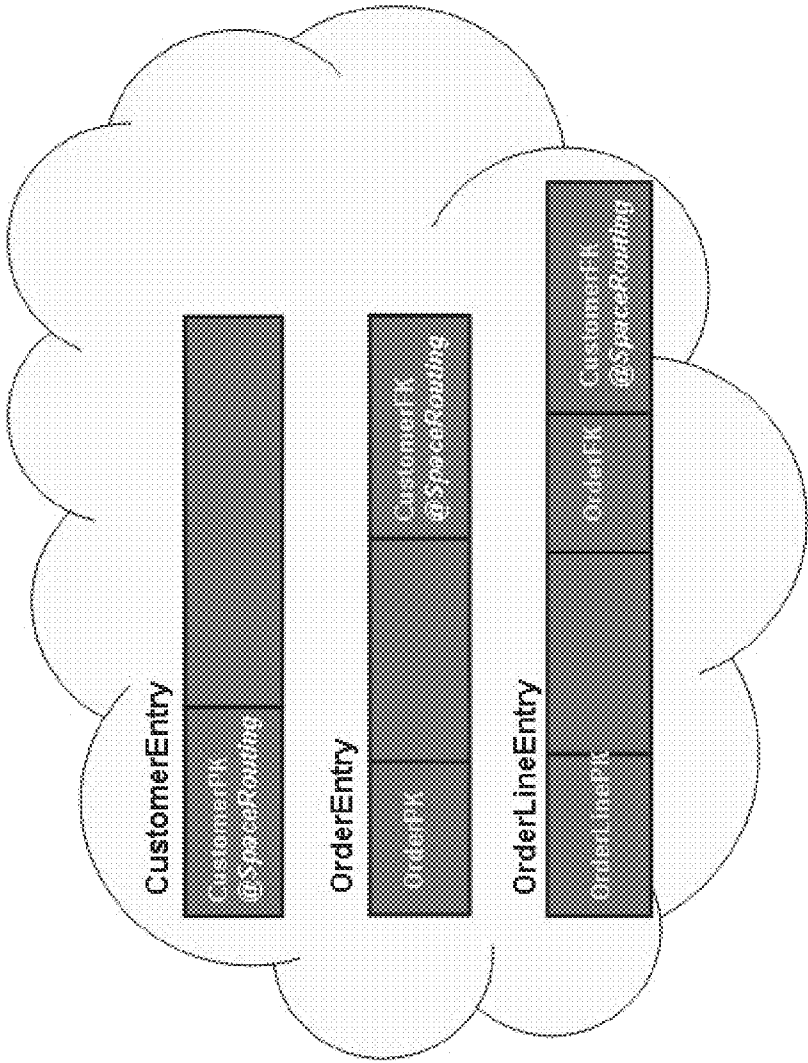 CustomerEntry
CustomerPK
@SpaceRouting
OrderEntry
OrderPK
CustomerFK
@SpaceRouting
OrderLineEntry
OrderLinePK
OrderFK
CustomerFK
@SpaceRouting